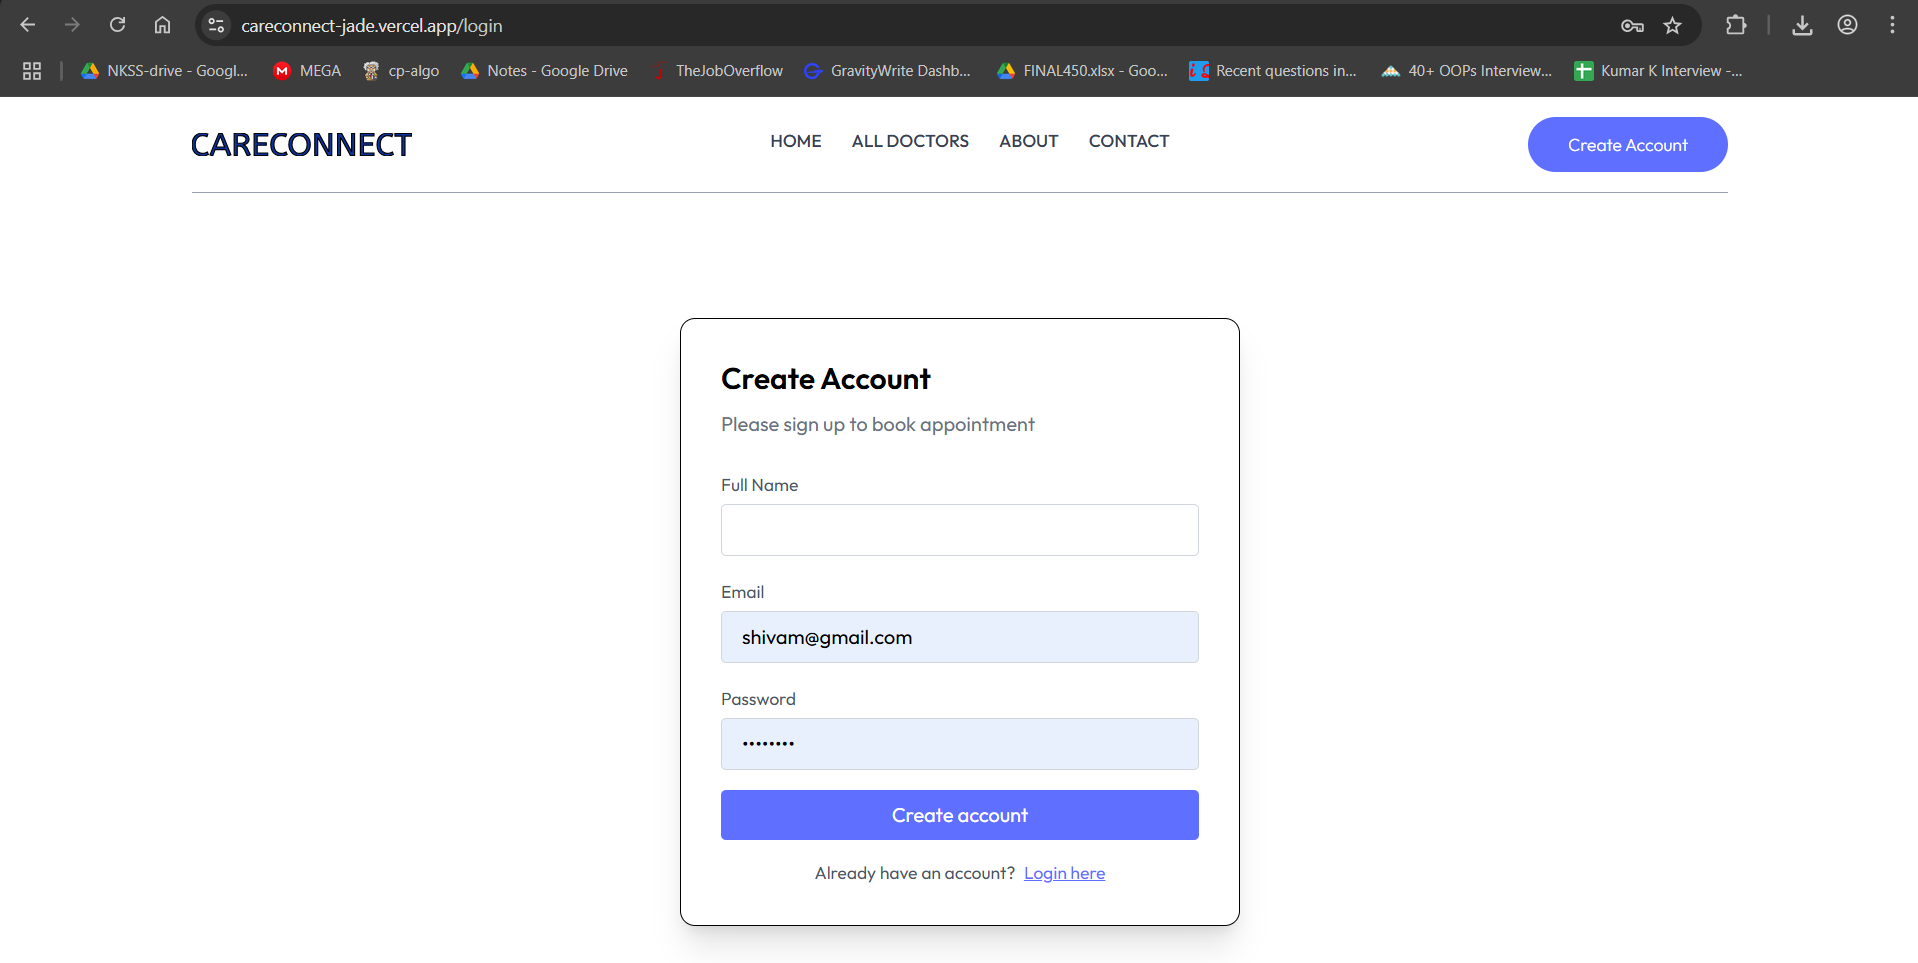 careconnect-jade.vercel.app/login
NKSS-drive - Googl... MEGA cp-algo Notes - Google Drive TheJobOverflow GravityWrite Dashb... FINAL450.xlsx - Goo... Recent questions in... 40+ OOPs Interview... Kumar K Interview -...
CARECONNECT HOME ALL DOCTORS ABOUT CONTACT Create Account
Create Account
Please sign up to book appointment
Full Name
Email
shivam@gmail.com
Password
••••••••
Create account
Already have an account? Login here